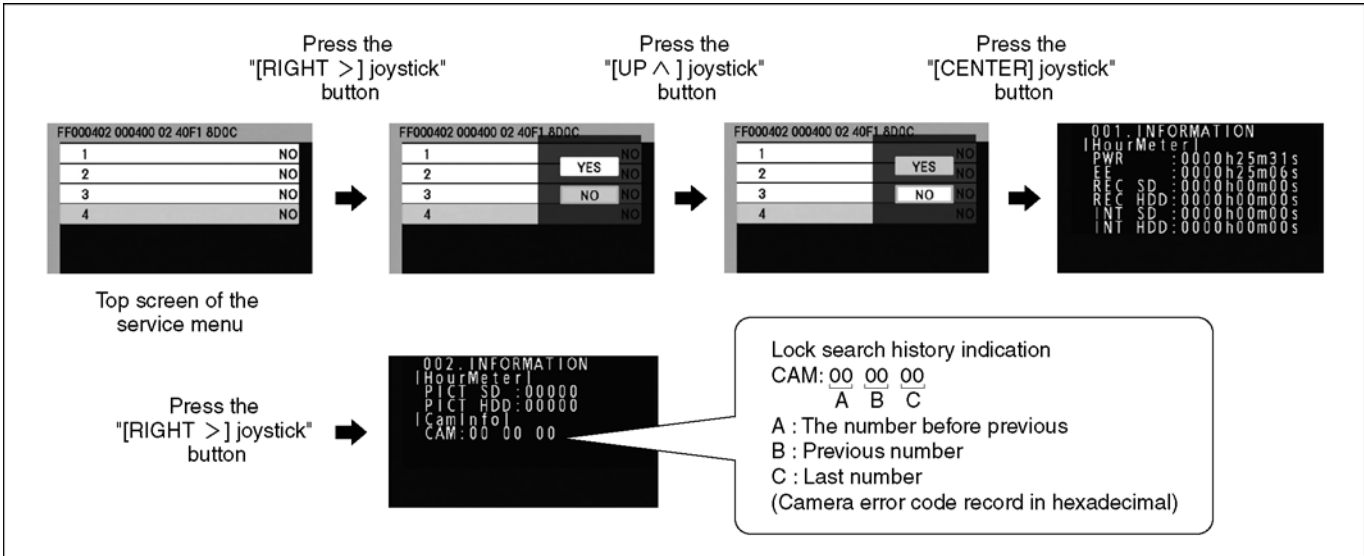 Press the
"[RIGHT >] joystick"
button
Press the
"[UP ∧ ] joystick"
button
Press the
"[CENTER] joystick"
button
FF000402 000400 02 40F1 8D0C
1 NO
2 NO
3 NO
4 NO
FF000402 000400 02 40F1 8D0C
1 NO
2 YES
3 NO NO
4 NO
FF000402 000400 02 40F1 8D0C
1 NO
2 YES
3 NO NO
4 NO
001.INFORMATION
[HourMeter]
PWR :0000h25m31s
EE :0000h25m06s
REC SD :0000h00m00s
REC HDD:0000h00m00s
INT SD :0000h00m00s
INT HDD:0000h00m00s
Top screen of the
service menu
Press the
"[RIGHT >] joystick"
button
002.INFORMATION
[HourMeter]
PICT SD :00000
PICT HDD:00000
[CamInfo]
CAM:00 00 00
Lock search history indication
CAM: 00 00 00
A B C
A : The number before previous
B : Previous number
C : Last number
(Camera error code record in hexadecimal)